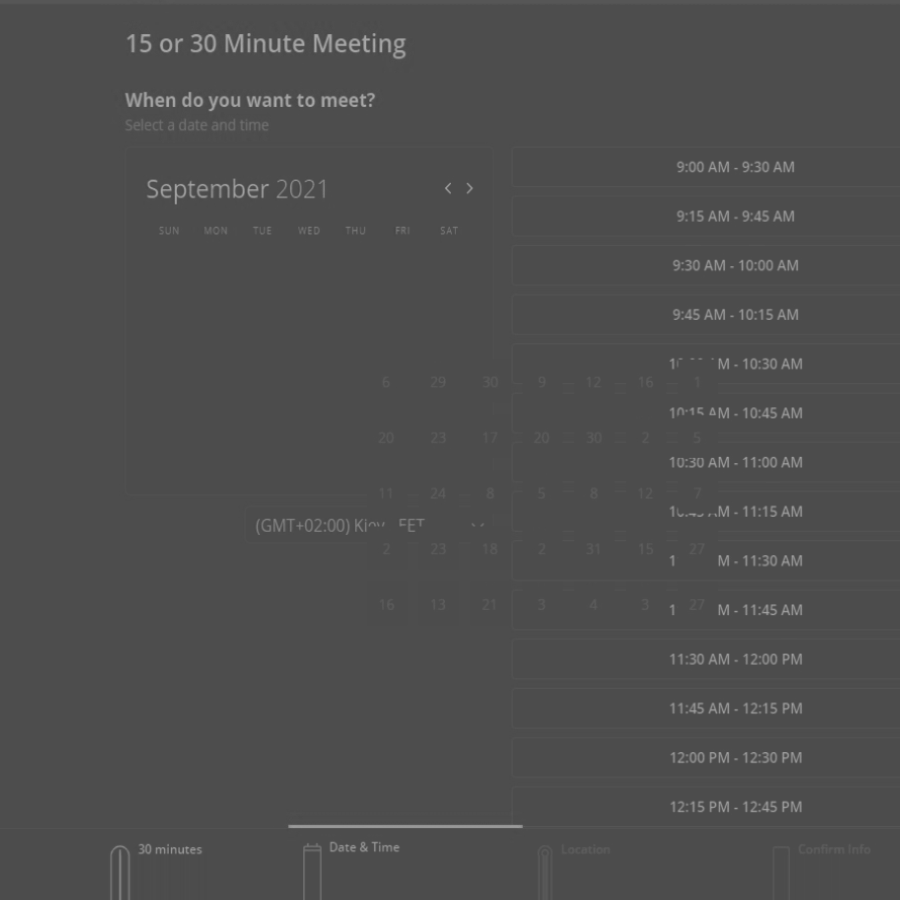 15 or 30 Minute Meeting
When do you want to meet?
Select a date and time
September 2021
SUN MON TUE WED THU FRI SAT
6 29 30 9 12 16 1
20 23 17 20 30 2 5
11 24 8 5 8 12 7
2 23 18 2 31 15 27
16 13 21 3 4 3 27
(GMT+02:00) Kiev EET
9:00 AM - 9:30 AM
9:15 AM - 9:45 AM
9:30 AM - 10:00 AM
9:45 AM - 10:15 AM
M - 10:30 AM
10:15 AM - 10:45 AM
10:30 AM - 11:00 AM
M - 11:15 AM
M - 11:30 AM
M - 11:45 AM
11:30 AM - 12:00 PM
11:45 AM - 12:15 PM
12:00 PM - 12:30 PM
12:15 PM - 12:45 PM
30 minutes
Date & Time
Location
Confirm Info